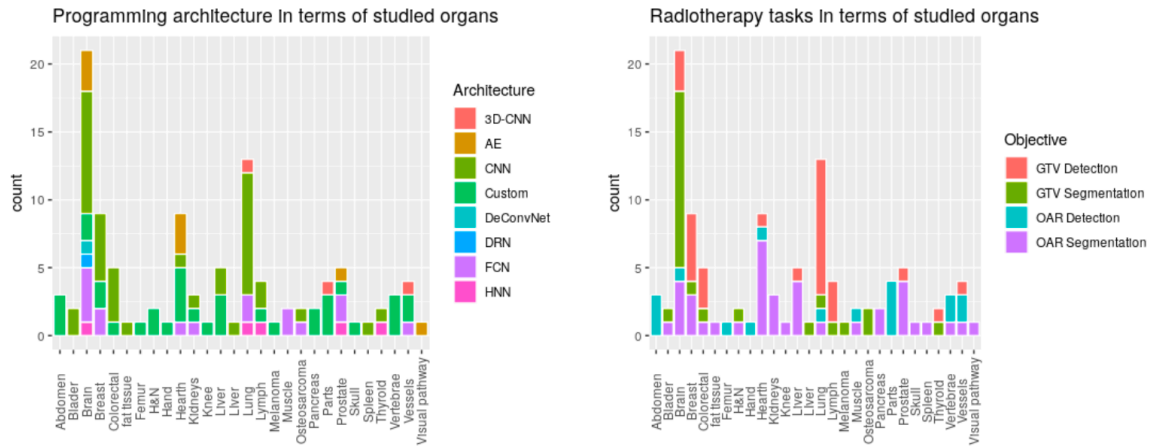 Programming architecture in terms of studied organs
20
15
10
5
0
count
Abdomen
Blader
Brain
Breast
Colorectal
fat tissue
Femur
H&N
Hand
Hearth
Kidneys
Knee
Liver
Liver
Lung
Lymph
Melanoma
Muscle
Osteosarcoma
Pancreas
Parts
Prostate
Skull
Spleen
Thyroid
Vertebrae
Vessels
Visual pathway
Architecture
3D-CNN
AE
CNN
Custom
DeConvNet
DRN
FCN
HNN
Radiotherapy tasks in terms of studied organs
20
15
10
5
0
count
Abdomen
Blader
Brain
Breast
Colorectal
fat tissue
Femur
H&N
Hand
Hearth
Kidneys
Knee
Liver
Liver
Lung
Lymph
Melanoma
Muscle
Osteosarcoma
Pancreas
Parts
Prostate
Skull
Spleen
Thyroid
Vertebrae
Vessels
Visual pathway
Objective
GTV Detection
GTV Segmentation
OAR Detection
OAR Segmentation